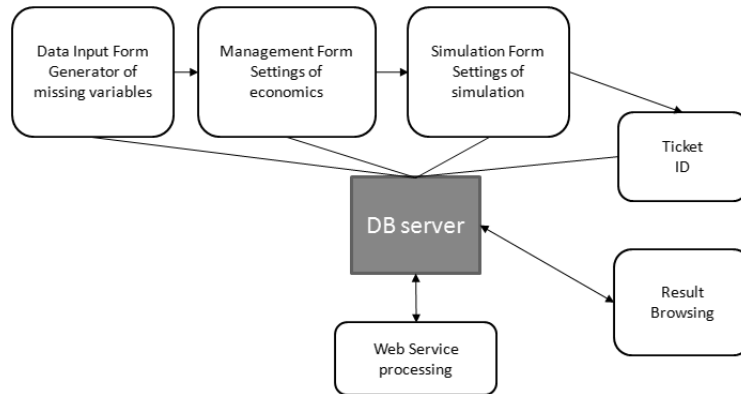 Data Input Form
Generator of
missing variables
Management Form
Settings of
economics
Simulation Form
Settings of
simulation
Ticket
ID
DB server
Result
Browsing
Web Service
processing